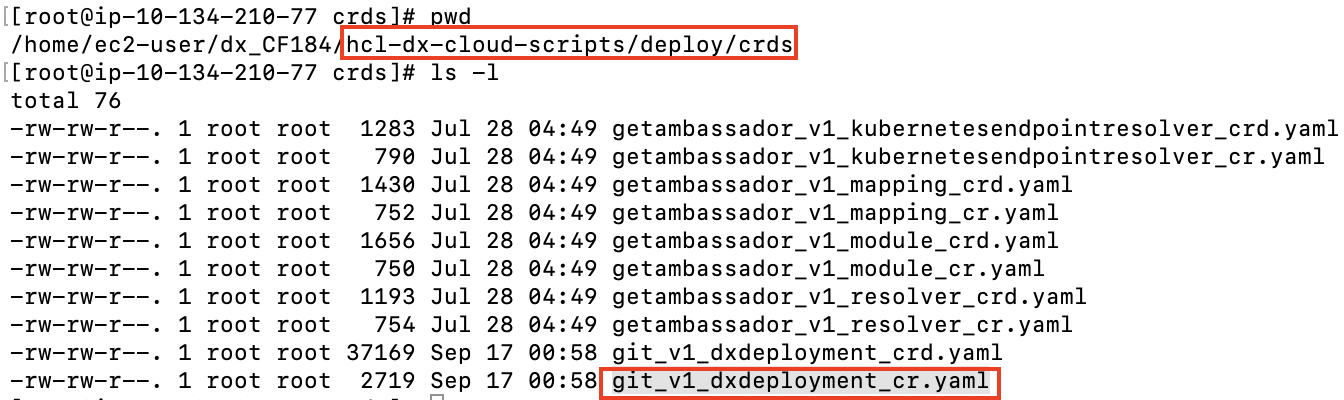 [[root@ip-10-134-210-77 crds]# pwd
/home/ec2-user/dx_CF184/hcl-dx-cloud-scripts/deploy/crds
[[root@ip-10-134-210-77 crds]# ls -l
total 76
-rw-rw-r--. 1 root root  1283 Jul 28 04:49 getambassador_v1_kubernetesendpointresolver_crd.yaml
-rw-rw-r--. 1 root root   790 Jul 28 04:49 getambassador_v1_kubernetesendpointresolver_cr.yaml
-rw-rw-r--. 1 root root  1430 Jul 28 04:49 getambassador_v1_mapping_crd.yaml
-rw-rw-r--. 1 root root   752 Jul 28 04:49 getambassador_v1_mapping_cr.yaml
-rw-rw-r--. 1 root root  1656 Jul 28 04:49 getambassador_v1_module_crd.yaml
-rw-rw-r--. 1 root root   750 Jul 28 04:49 getambassador_v1_module_cr.yaml
-rw-rw-r--. 1 root root  1193 Jul 28 04:49 getambassador_v1_resolver_crd.yaml
-rw-rw-r--. 1 root root   754 Jul 28 04:49 getambassador_v1_resolver_cr.yaml
-rw-rw-r--. 1 root root 37169 Sep 17 00:58 git_v1_dxdeployment_crd.yaml
-rw-rw-r--. 1 root root  2719 Sep 17 00:58 git_v1_dxdeployment_cr.yaml